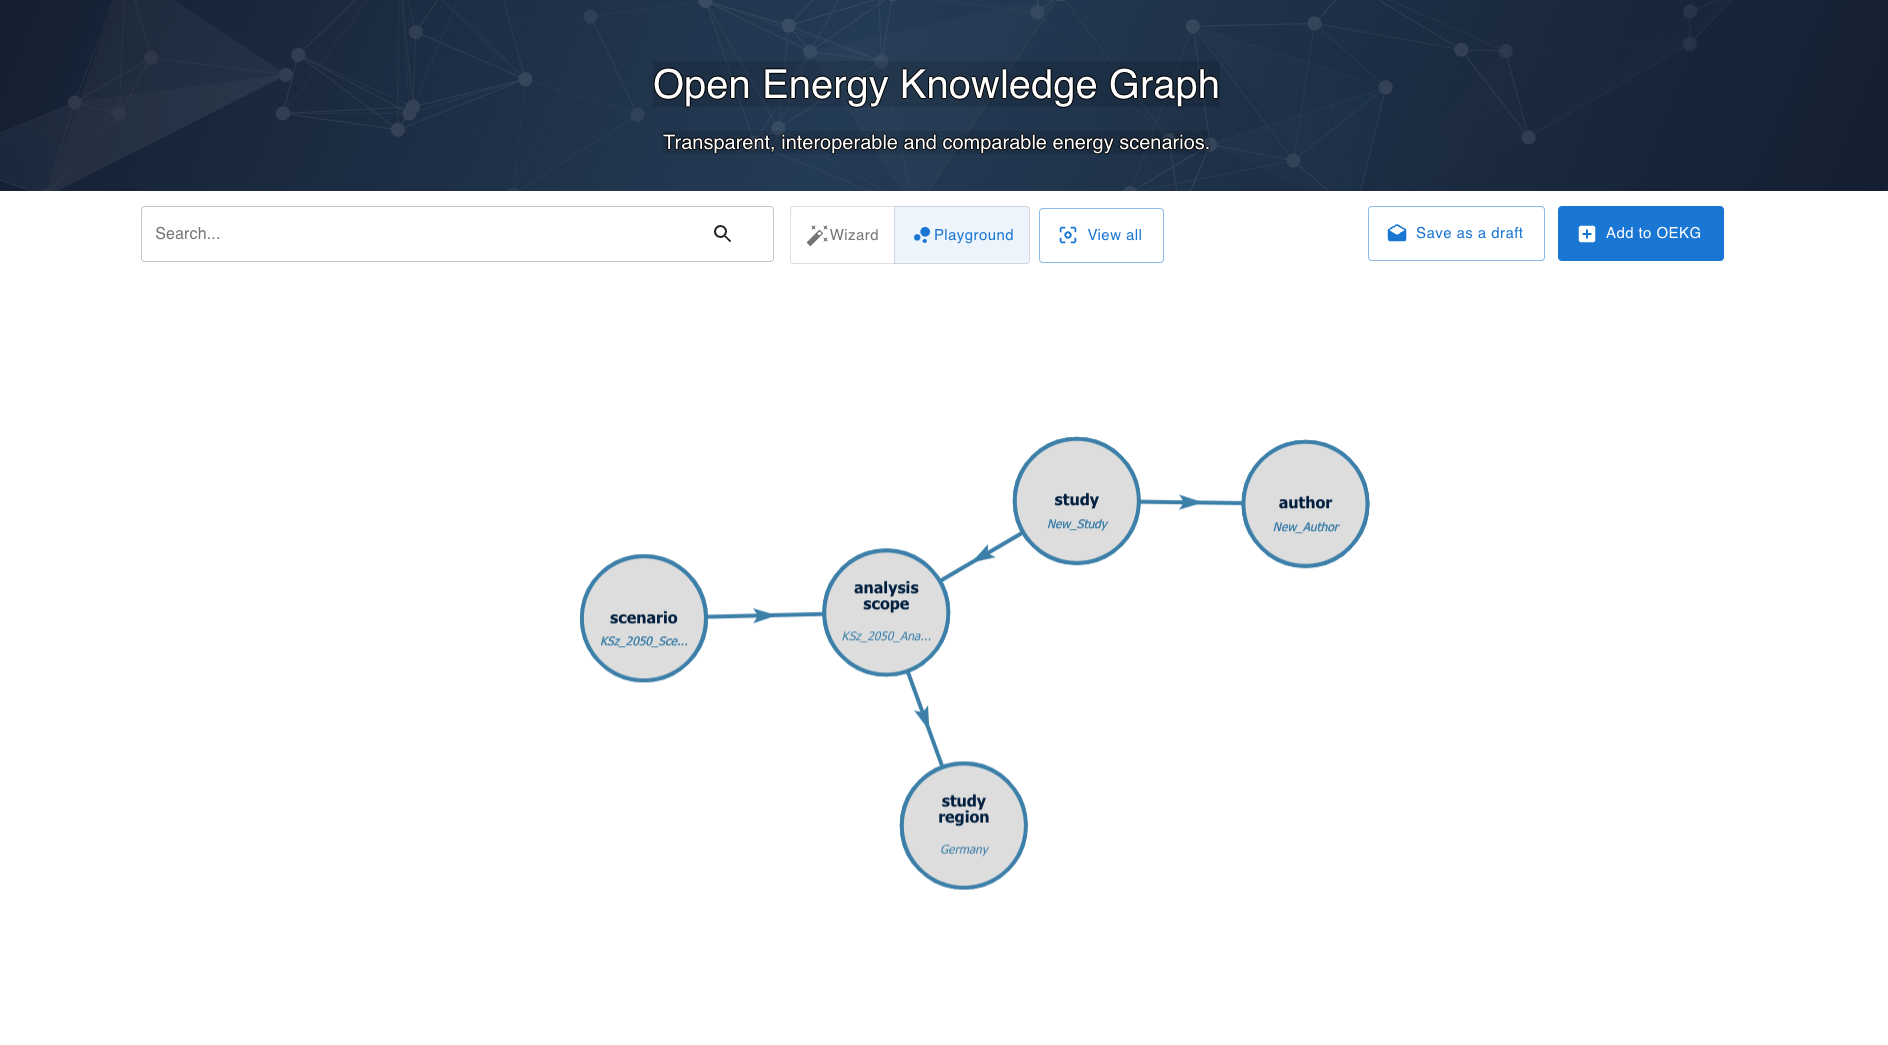 Open Energy Knowledge Graph
Transparent, interoperable and comparable energy scenarios.
Search...
Wizard
Playground
View all
Save as a draft
Add to OEKG
study
New_Study
author
New_Author
scenario
KSz_2050_Sce...
analysis
scope
KSz_2050_Ana...
study
region
Germany